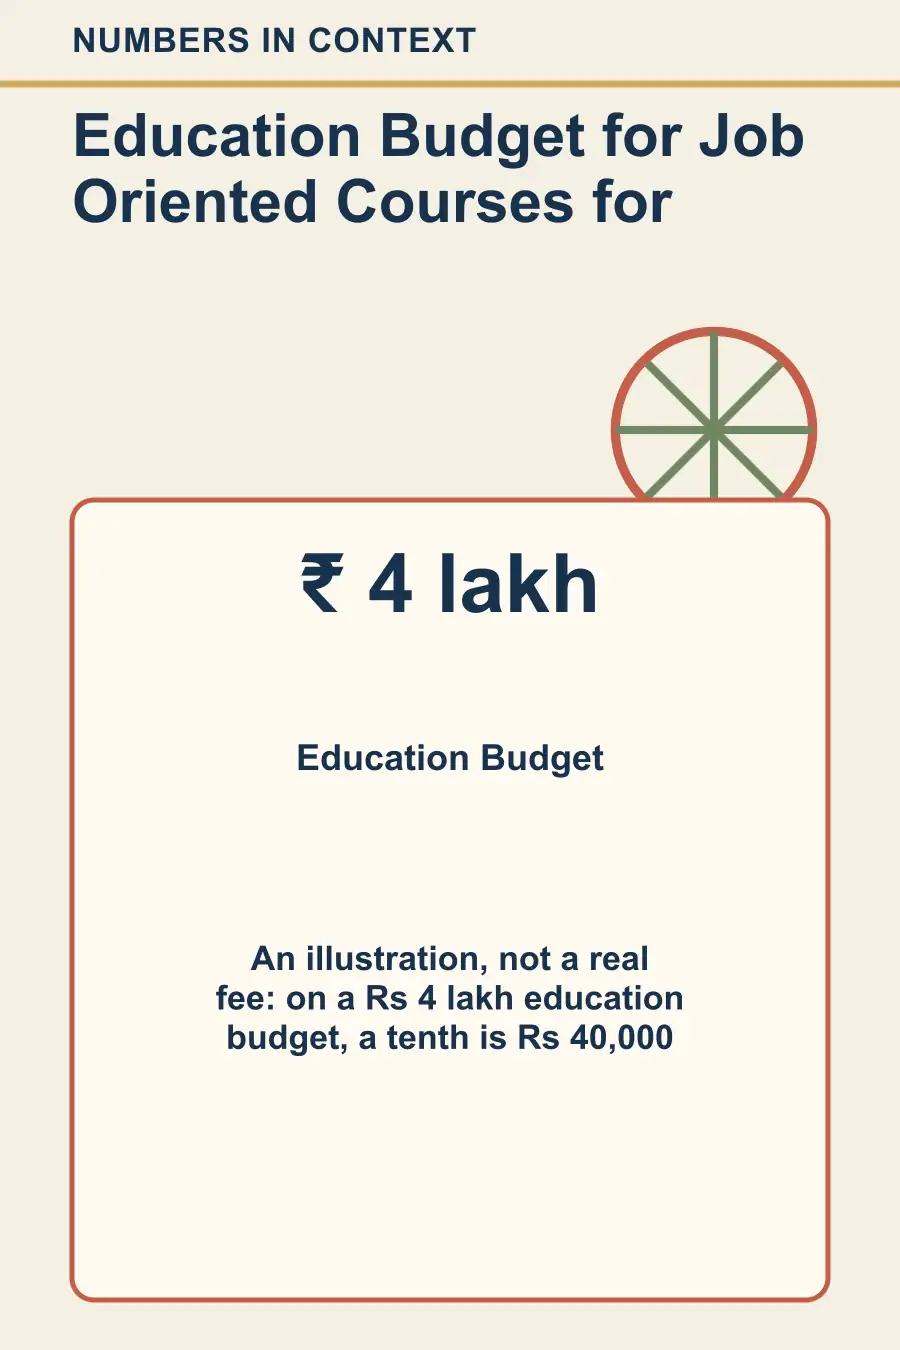 NUMBERS IN CONTEXT
Education Budget for Job
Oriented Courses for
₹ 4 lakh
Education Budget
An illustration, not a real
fee: on a Rs 4 lakh education
budget, a tenth is Rs 40,000